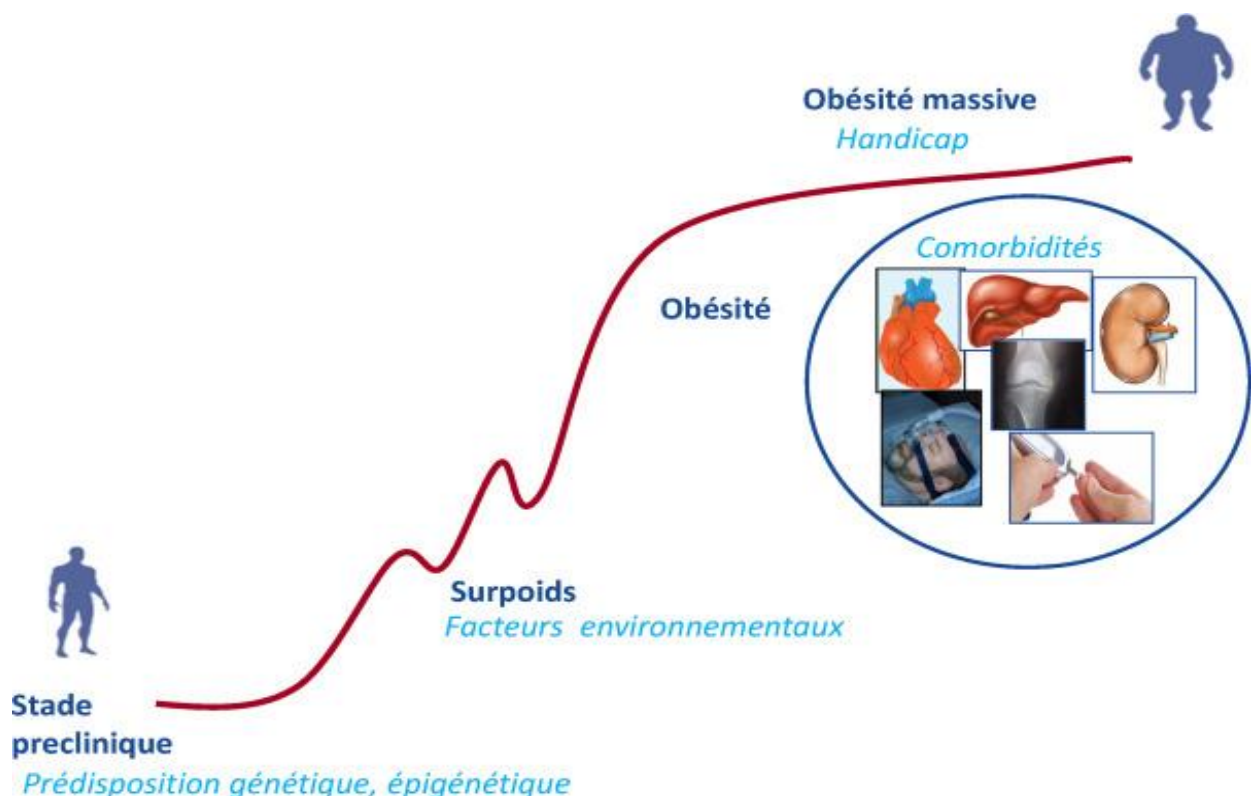 Obésité massive
Handicap
Comorbidités
Obésité
Surpoids
Facteurs environnementaux
Stade
preclinique
Prédisposition génétique, épigénétique